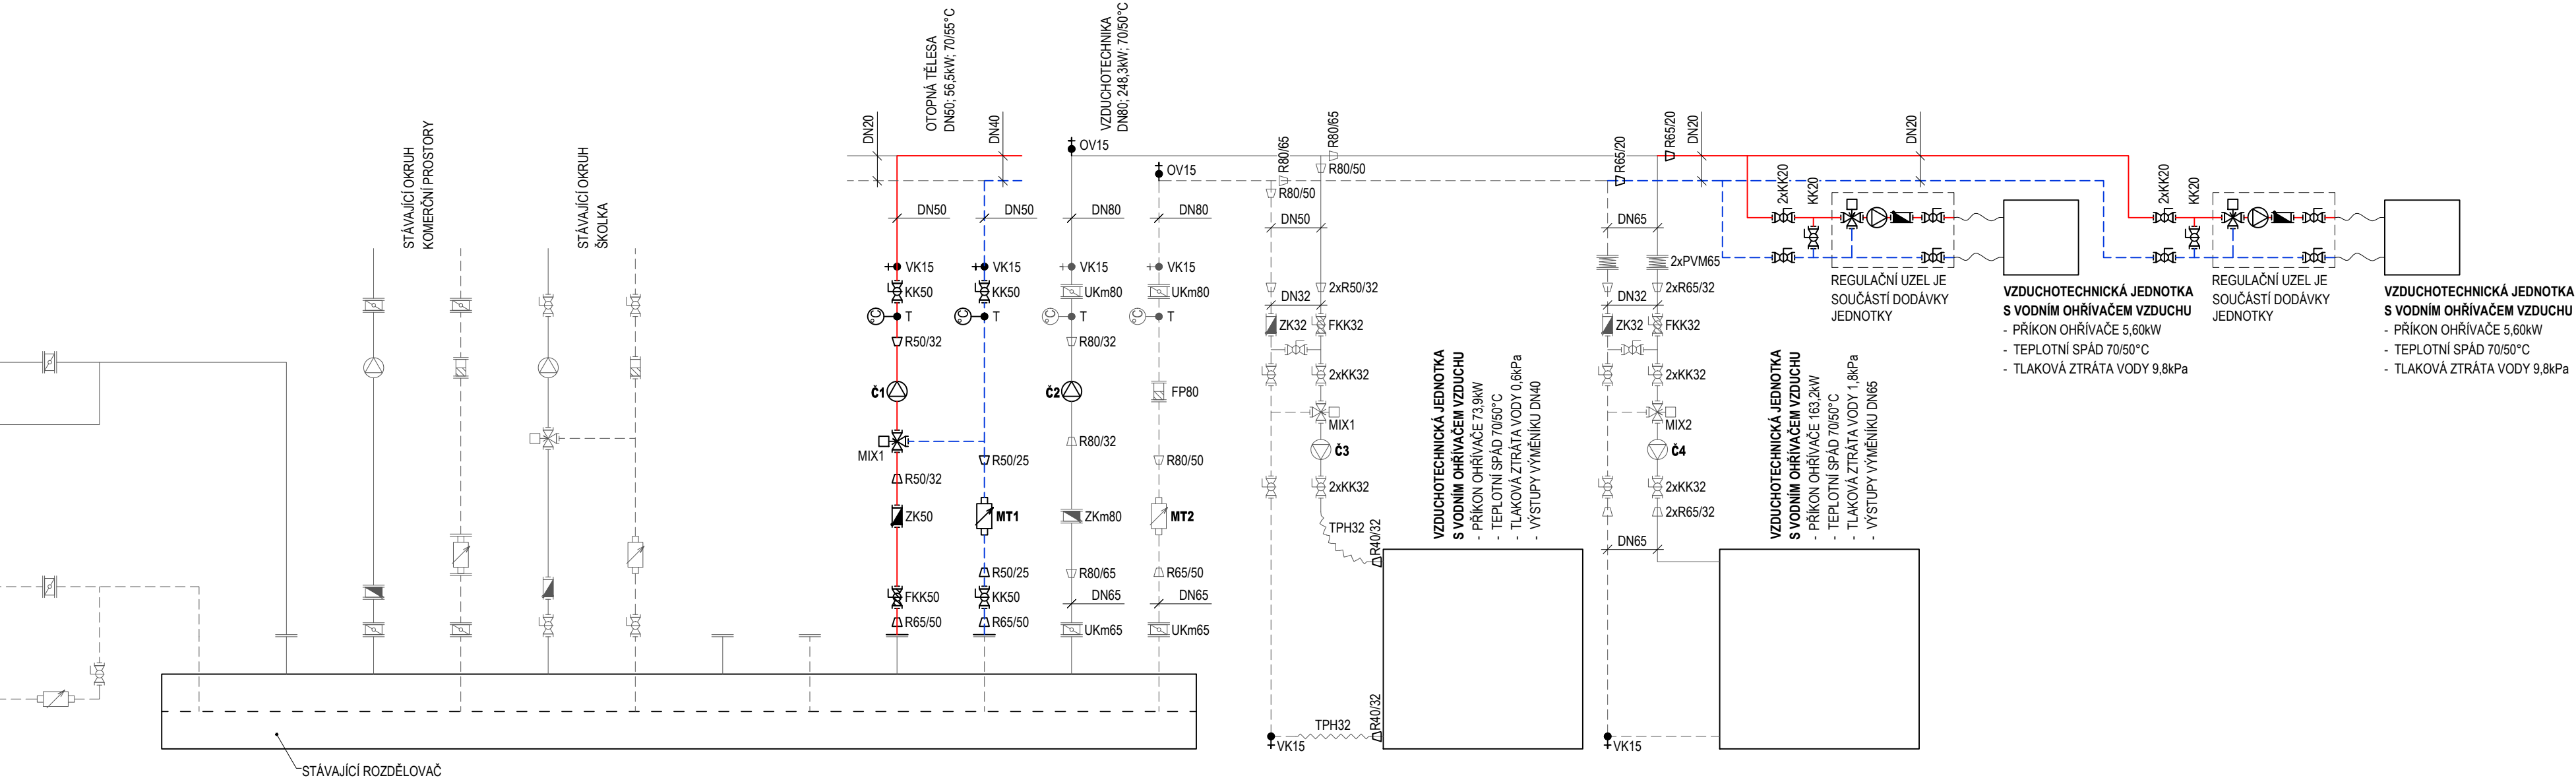 STÁVAJÍCÍ OKRUH
KOMERČNÍ PROSTORY
STÁVAJÍCÍ OKRUH
ŠKOLKA
OTOPNÁ TĚLESA
DN50; 56,5kW; 70/55°C
VZDUCHOTECHNIKA
DN80; 248,3kW; 70/50°C
DN20
DN40
DN50
DN50
VK15
VK15
KK50
KK50
°C
T
°C
T
R50/32
Č1
MIX1
R50/32
R50/25
ZK50
MT1
R50/25
FKK50
KK50
R65/50
R65/50
OV15
OV15
DN80
DN80
VK15
VK15
UKm80
UKm80
°C
T
°C
T
R80/32
Č2
FP80
R80/32
R80/50
ZKm80
MT2
R80/65
R65/50
DN65
DN65
UKm65
UKm65
R80/65
R80/65
R80/50
R80/50
DN50
2xR50/32
DN32
ZK32
FKK32
2xKK32
MIX1
Č3
2xKK32
TPH32
R40/32
TPH32
R40/32
VK15
VZDUCHOTECHNICKÁ JEDNOTKA
S VODNÍM OHŘÍVAČEM VZDUCHU
- PŘÍKON OHŘÍVAČE 73,9kW
- TEPLOTNÍ SPÁD 70/50°C
- TLAKOVÁ ZTRÁTA VODY 0,6kPa
- VÝSTUPY VÝMĚNÍKU DN40
R65/20
R65/20
DN20
DN65
2xPVM65
2xR65/32
DN32
ZK32
FKK32
2xKK32
MIX2
Č4
2xKK32
2xR65/32
DN65
VK15
VZDUCHOTECHNICKÁ JEDNOTKA
S VODNÍM OHŘÍVAČEM VZDUCHU
- PŘÍKON OHŘÍVAČE 163,2kW
- TEPLOTNÍ SPÁD 70/50°C
- TLAKOVÁ ZTRÁTA VODY 1,8kPa
- VÝSTUPY VÝMĚNÍKU DN65
2xKK20
KK20
DN20
REGULAČNÍ UZEL JE
SOUČÁSTÍ DODÁVKY
JEDNOTKY
VZDUCHOTECHNICKÁ JEDNOTKA
S VODNÍM OHŘÍVAČEM VZDUCHU
- PŘÍKON OHŘÍVAČE 5,60kW
- TEPLOTNÍ SPÁD 70/50°C
- TLAKOVÁ ZTRÁTA VODY 9,8kPa
2xKK20
KK20
REGULAČNÍ UZEL JE
SOUČÁSTÍ DODÁVKY
JEDNOTKY
VZDUCHOTECHNICKÁ JEDNOTKA
S VODNÍM OHŘÍVAČEM VZDUCHU
- PŘÍKON OHŘÍVAČE 5,60kW
- TEPLOTNÍ SPÁD 70/50°C
- TLAKOVÁ ZTRÁTA VODY 9,8kPa
STÁVAJÍCÍ ROZDĚLOVAČ